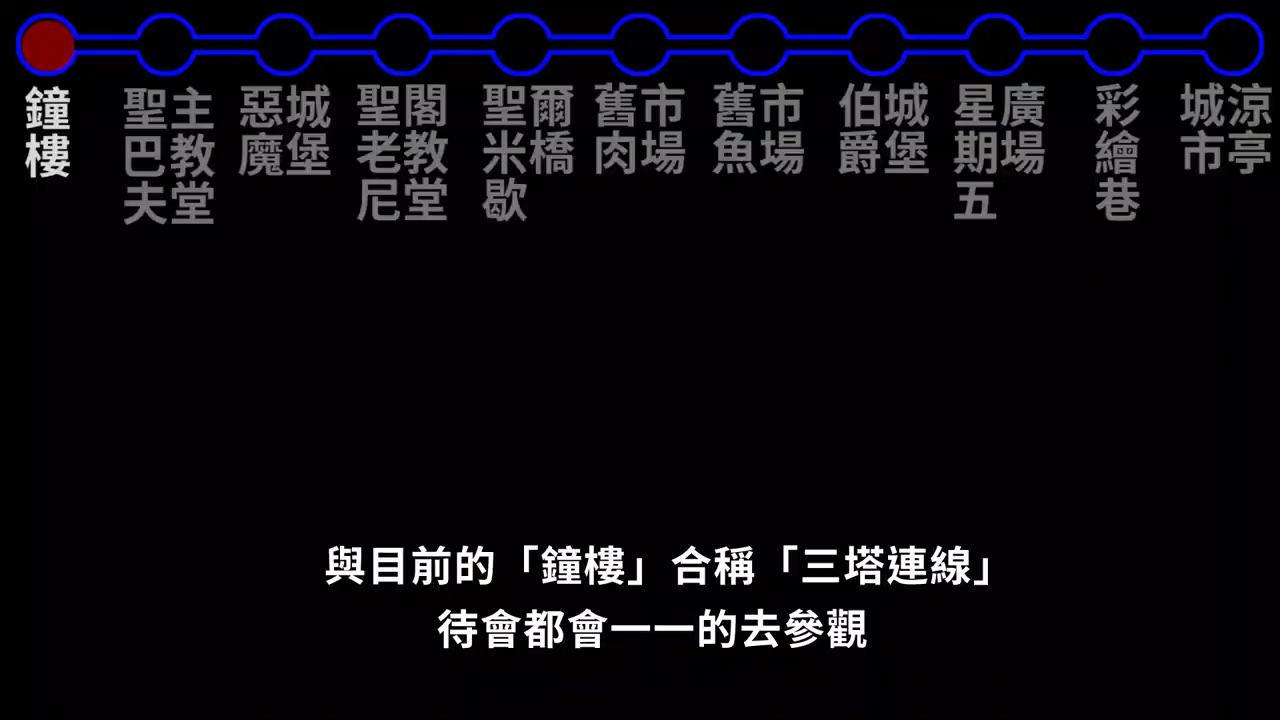 鐘樓
聖巴夫主教堂
惡魔城堡
聖老尼閣教堂
聖米歇爾橋
舊肉市場
舊魚市場
伯爵城堡
星期五廣場
彩繪巷
城市涼亭
與目前的「鐘樓」合稱「三塔連線」
待會都會一一的去參觀